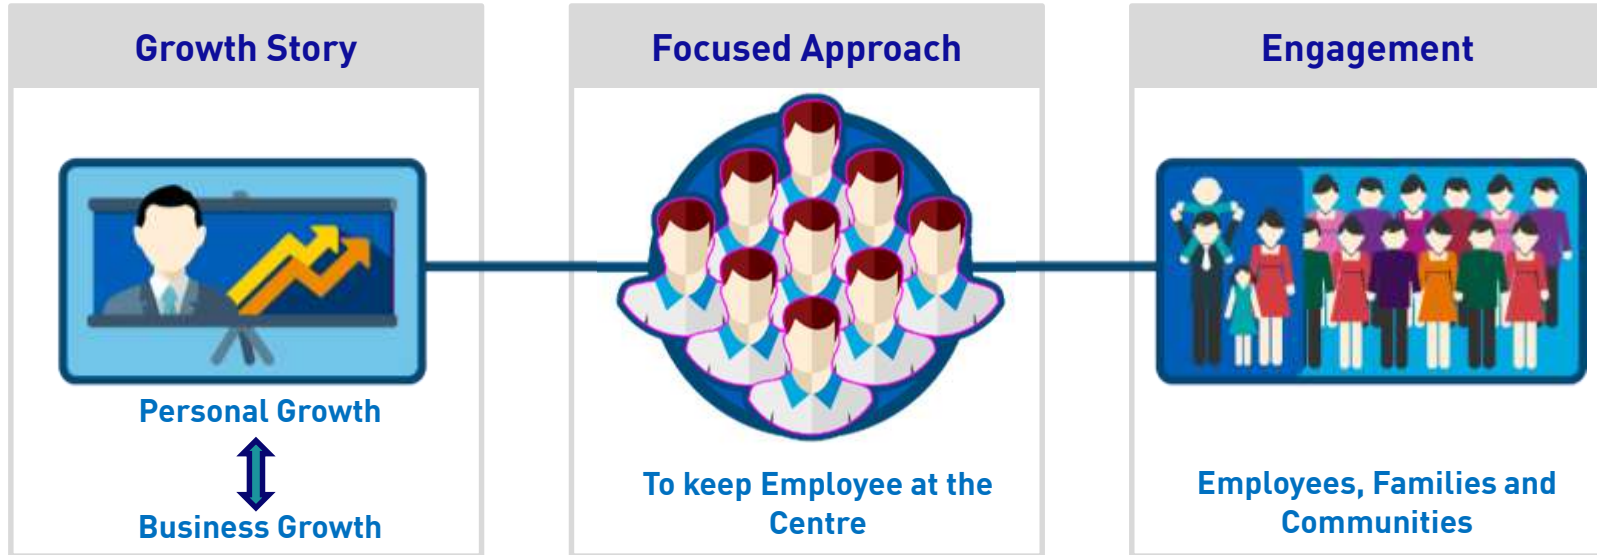 Growth Story
Focused Approach
Engagement
Personal Growth
Business Growth
To keep Employee at the
Centre
Employees, Families and
Communities